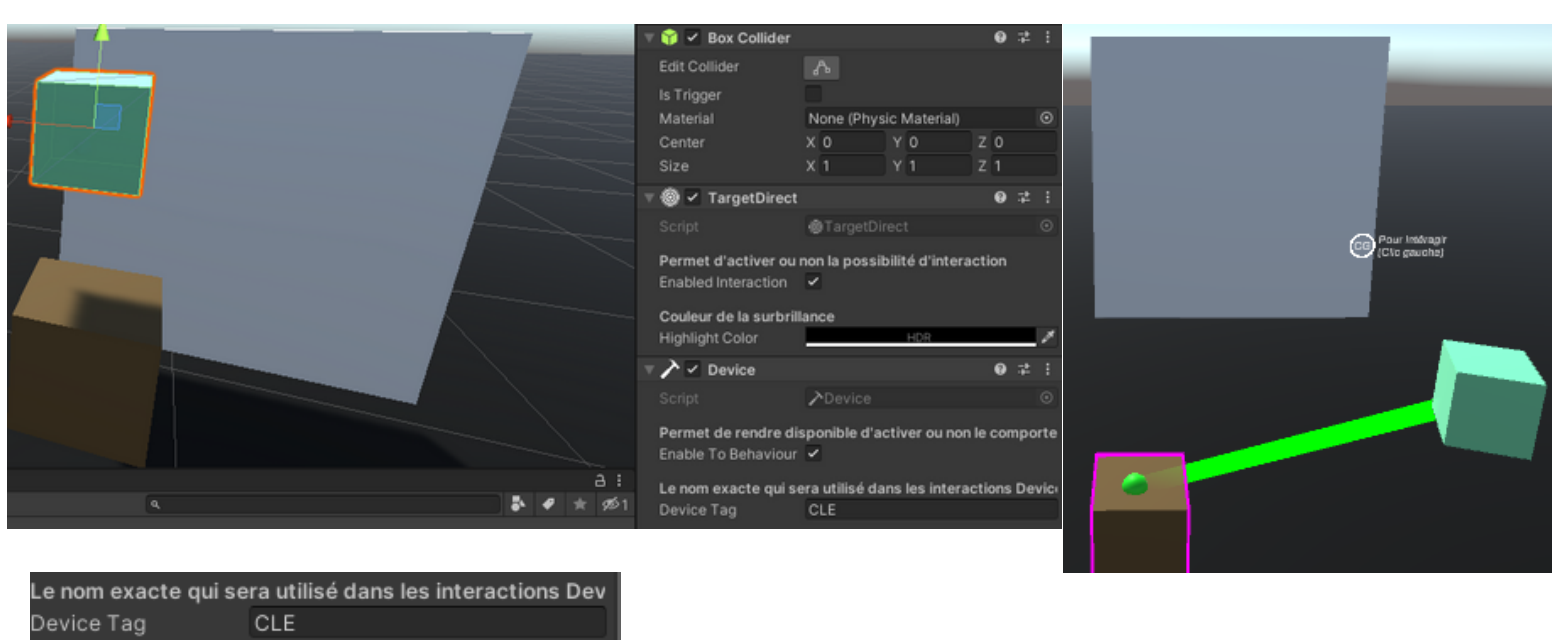 Box Collider
Edit Collider
Is Trigger
Material None (Physic Material)
Center X 0 Y 0 Z 0
Size X 1 Y 1 Z 1
TargetDirect
Script TargetDirect
Permet d'activer ou non la possibilité d'interaction
Enabled Interaction
Couleur de la surbrillance
Highlight Color HDR
Device
Script Device
Permet de rendre disponible d'activer ou non le comporte
Enable To Behaviour
Le nom exacte qui sera utilisé dans les interactions Device
Device Tag CLE
1
CG Pour Intéragir
(Clic gauche)
Le nom exacte qui sera utilisé dans les interactions Dev
Device Tag CLE